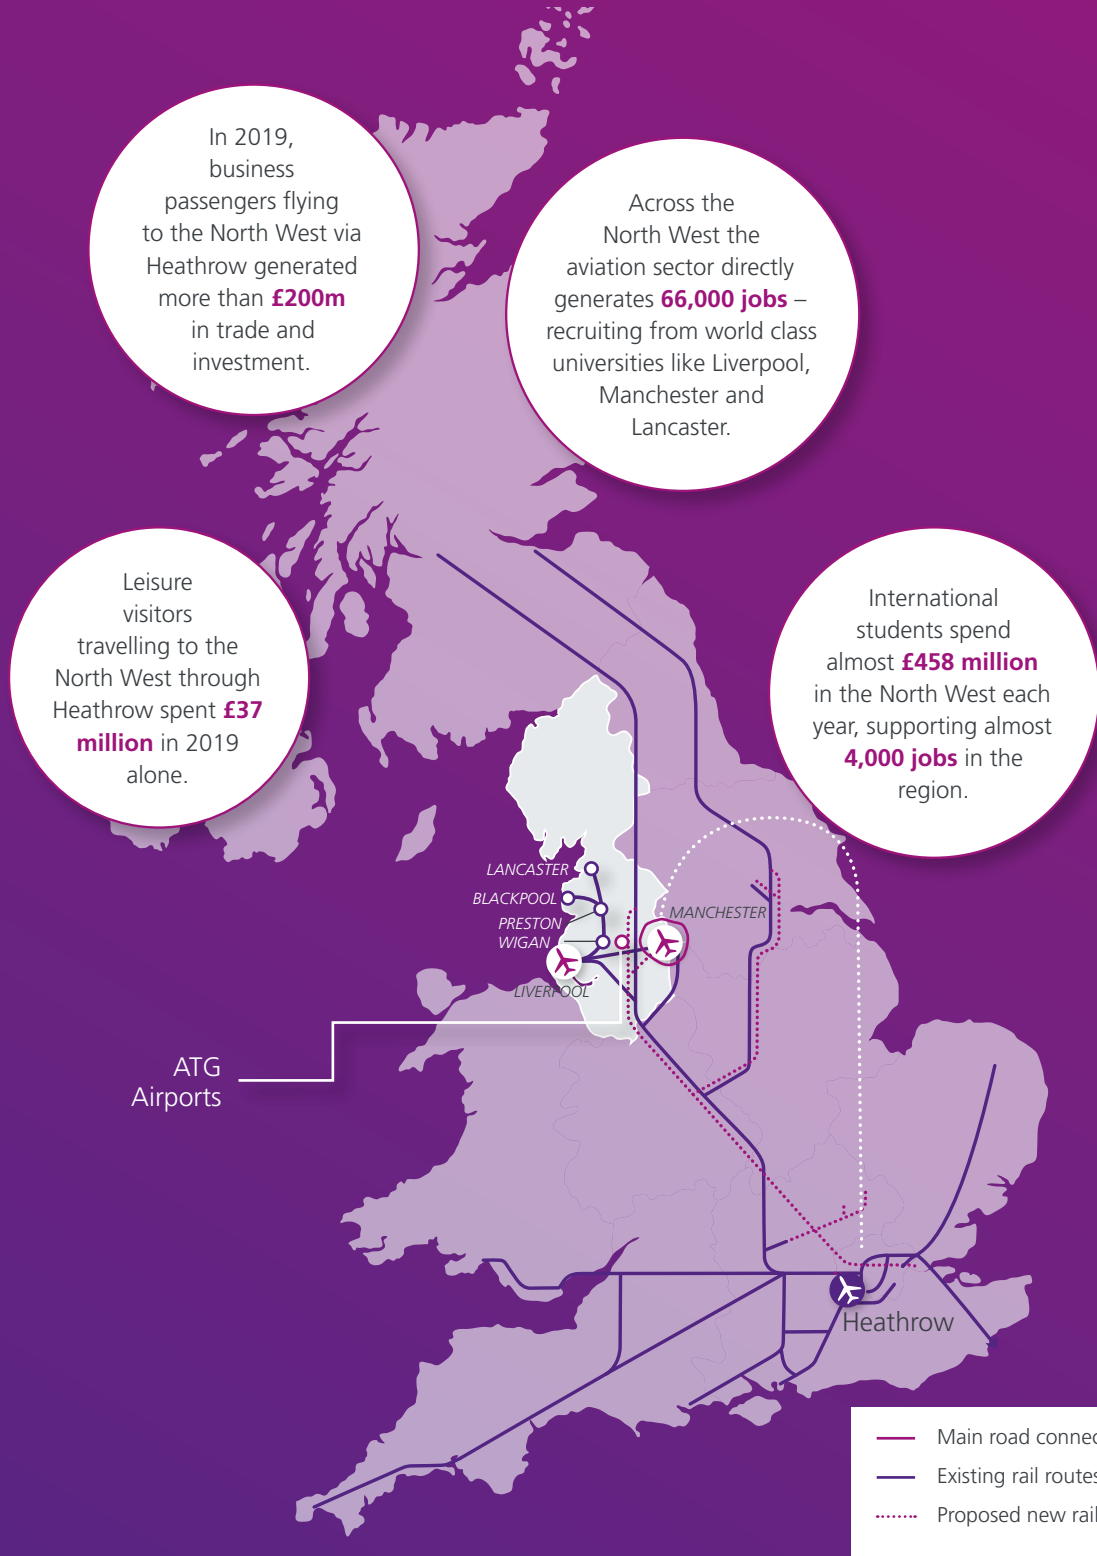 In 2019,
business
passengers flying
to the North West via
Heathrow generated
more than £200m
in trade and
investment.
Across the
North West the
aviation sector directly
generates 66,000 jobs –
recruiting from world class
universities like Liverpool,
Manchester and
Lancaster.
Leisure
visitors
travelling to the
North West through
Heathrow spent £37
million in 2019
alone.
International
students spend
almost £458 million
in the North West each
year, supporting almost
4,000 jobs in the
region.
LANCASTER
BLACKPOOL
PRESTON
WIGAN
MANCHESTER
LIVERPOOL
ATG
Airports
Heathrow
Main road connec
Existing rail routes
Proposed new rail